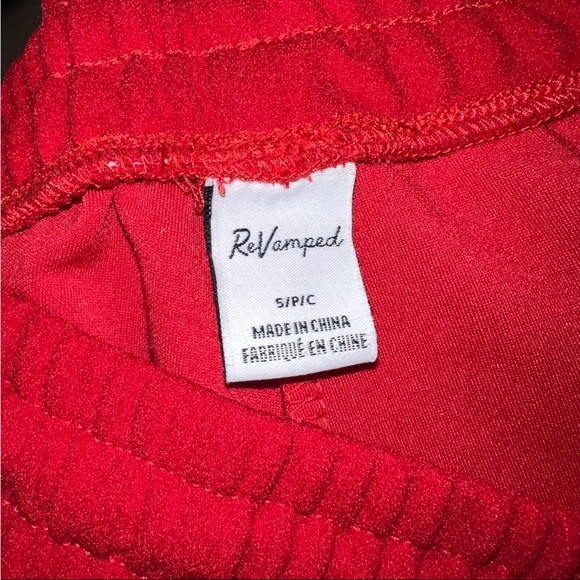 ReVamped
S/P/C
MADE IN CHINA
FABRIQUÉ EN CHINE